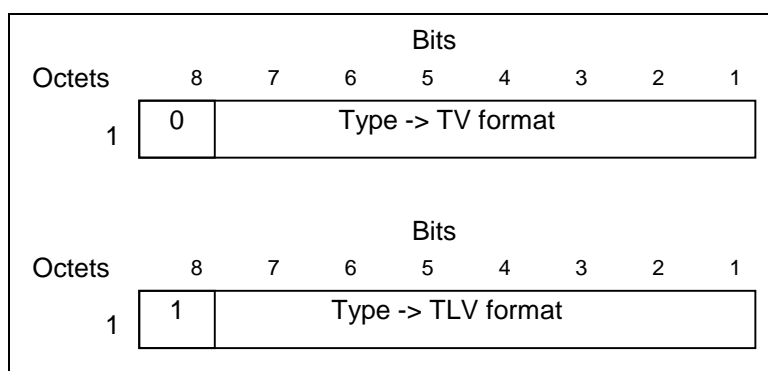 Bits
Octets 8 7 6 5 4 3 2 1
1 0 Type -> TV format
Bits
Octets 8 7 6 5 4 3 2 1
1 1 Type -> TLV format